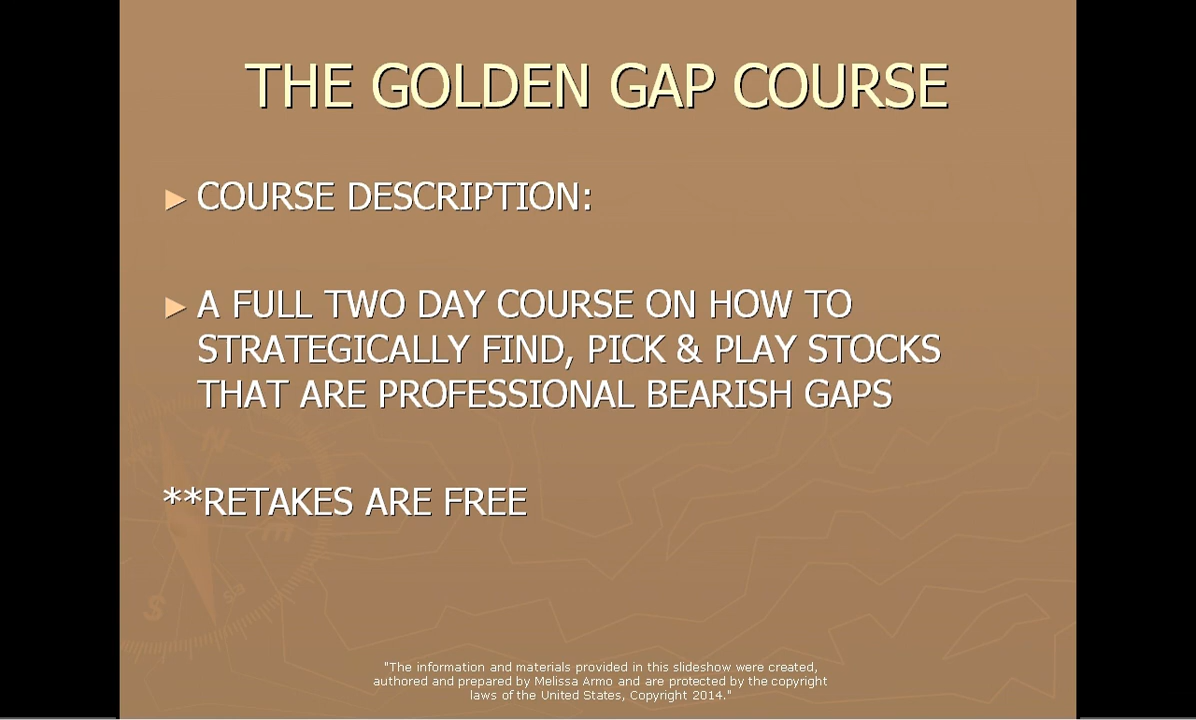 THE GOLDEN GAP COURSE
► COURSE DESCRIPTION:
► A FULL TWO DAY COURSE ON HOW TO
STRATEGICALLY FIND, PICK & PLAY STOCKS
THAT ARE PROFESSIONAL BEARISH GAPS
**RETAKES ARE FREE
"The information and materials provided in this slideshow were created,
authored and prepared by Melissa Armo and are protected by the copyright
laws of the United States, Copyright 2014."